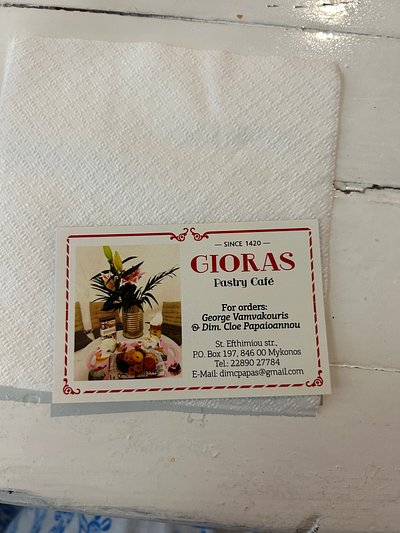 — SINCE 1420 —
GIORAS
Pastry Café
For orders:
George Vamvakouris
& Dim. Cloe Papaioannou
St. Efthimiou str.,
P.O. Box 197, 846 00 Mykonos
Tel.: 22890 27784
E-Mail: dimcpapas@gmail.com